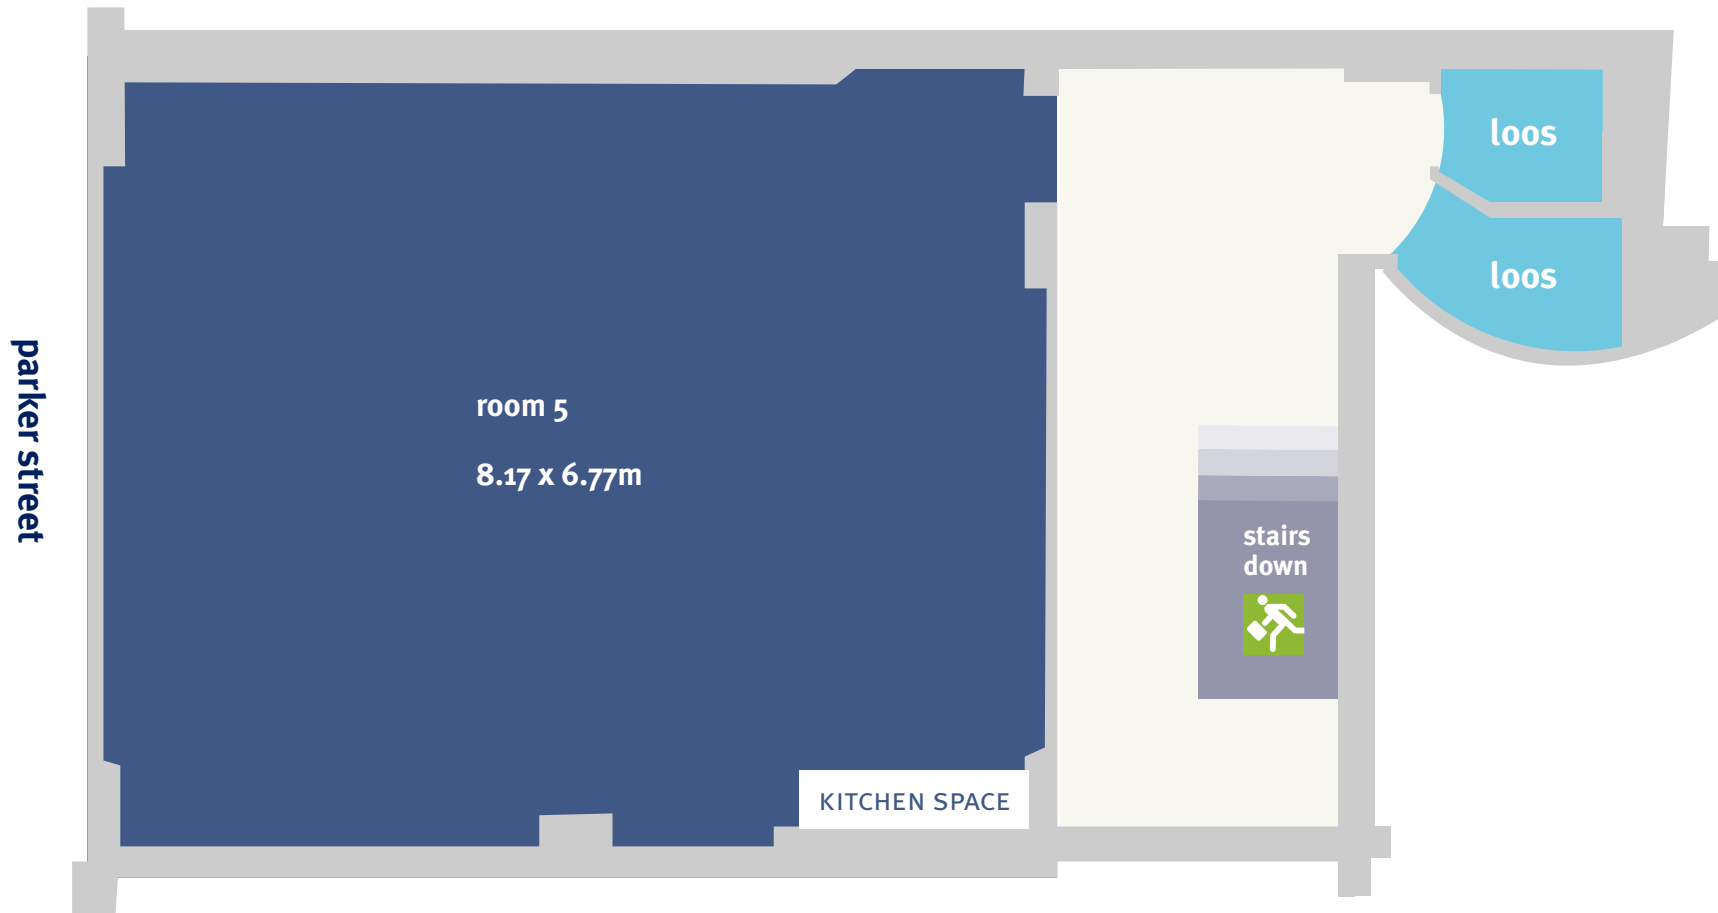 parker street
room 5
8.17 x 6.77m
KITCHEN SPACE
stairs
down
loos
loos